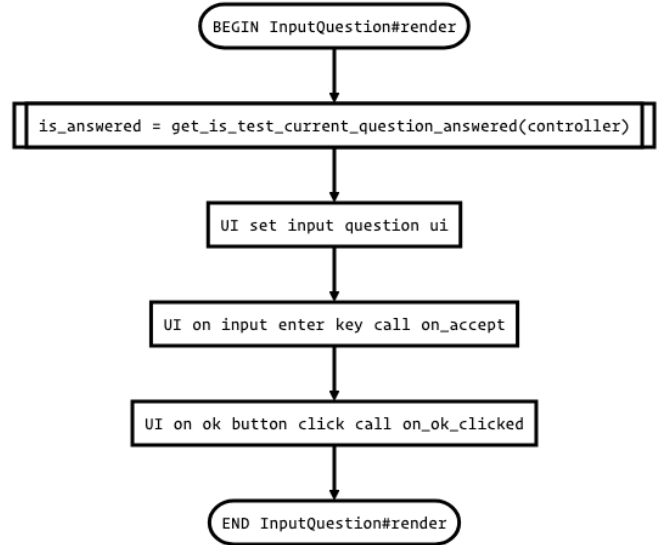 BEGIN InputQuestion#render
is_answered = get_is_test_current_question_answered(controller)
UI set input question ui
UI on input enter key call on_accept
UI on ok button click call on_ok_clicked
END InputQuestion#render